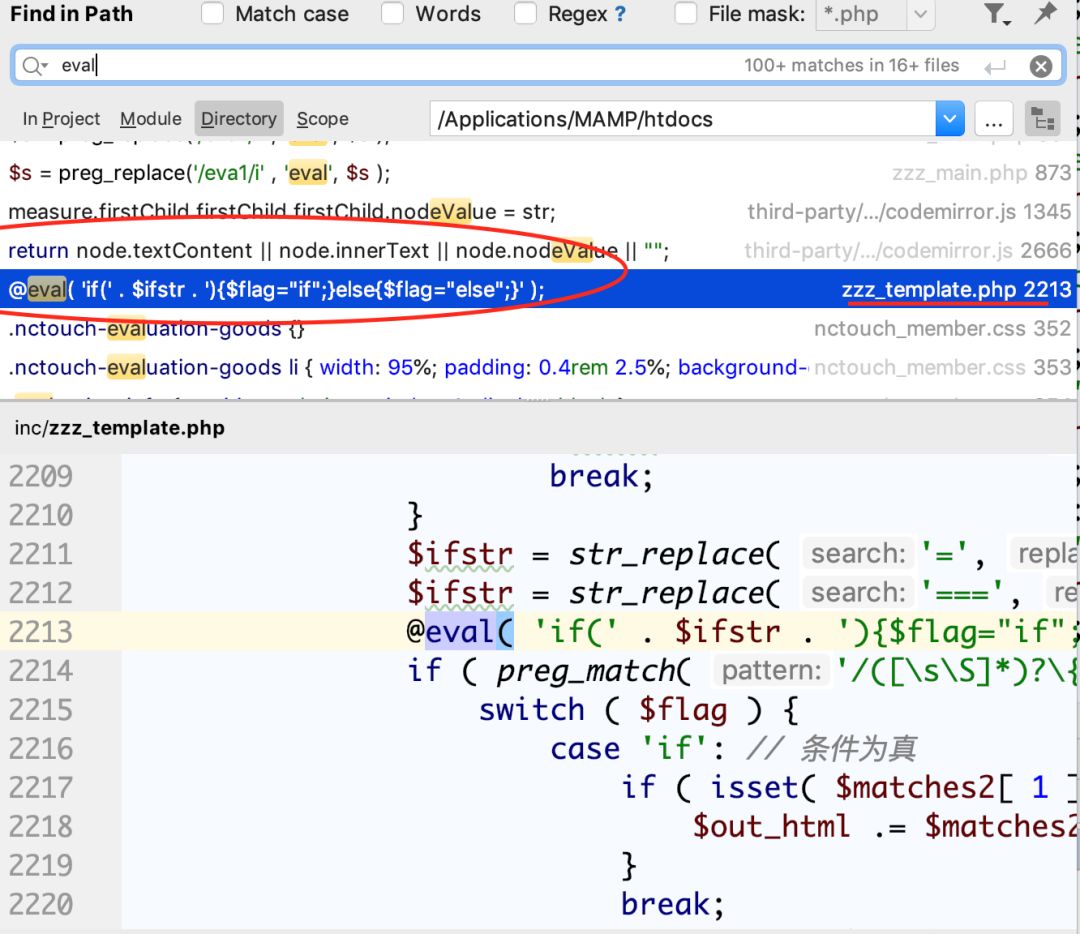 Find in Path Match case Words Regex ? File mask: *.php
eval 100+ matches in 16+ files
In Project Module Directory Scope /Applications/MAMP/htdocs ...
$s = preg_replace('/eva1/i' , 'eval', $s ); zzz_main.php 873
measure.firstChild.firstChild.firstChild.nodeValue = str; third-party/.../codemirror.js 1345
return node.textContent || node.innerText || node.nodeValue || ""; third-party/.../codemirror.js 2666
@eval( 'if(' . $ifstr . '){$flag="if";}else{$flag="else";}' ); zzz_template.php 2213
.nctouch-evaluation-goods {} nctouch_member.css 352
.nctouch-evaluation-goods li { width: 95%; padding: 0.4rem 2.5%; background- nctouch_member.css 353
inc/zzz_template.php
2209 break;
2210 }
2211 $ifstr = str_replace( search: '=', repla
2212 $ifstr = str_replace( search: '===', re
2213 @eval( 'if(' . $ifstr . '){$flag="if";
2214 if ( preg_match( pattern: '/([\s\S]*)?\{
2215 switch ( $flag ) {
2216 case 'if': // 条件为真
2217 if ( isset( $matches2[ 1 ]
2218 $out_html .= $matches2
2219 }
2220 break;